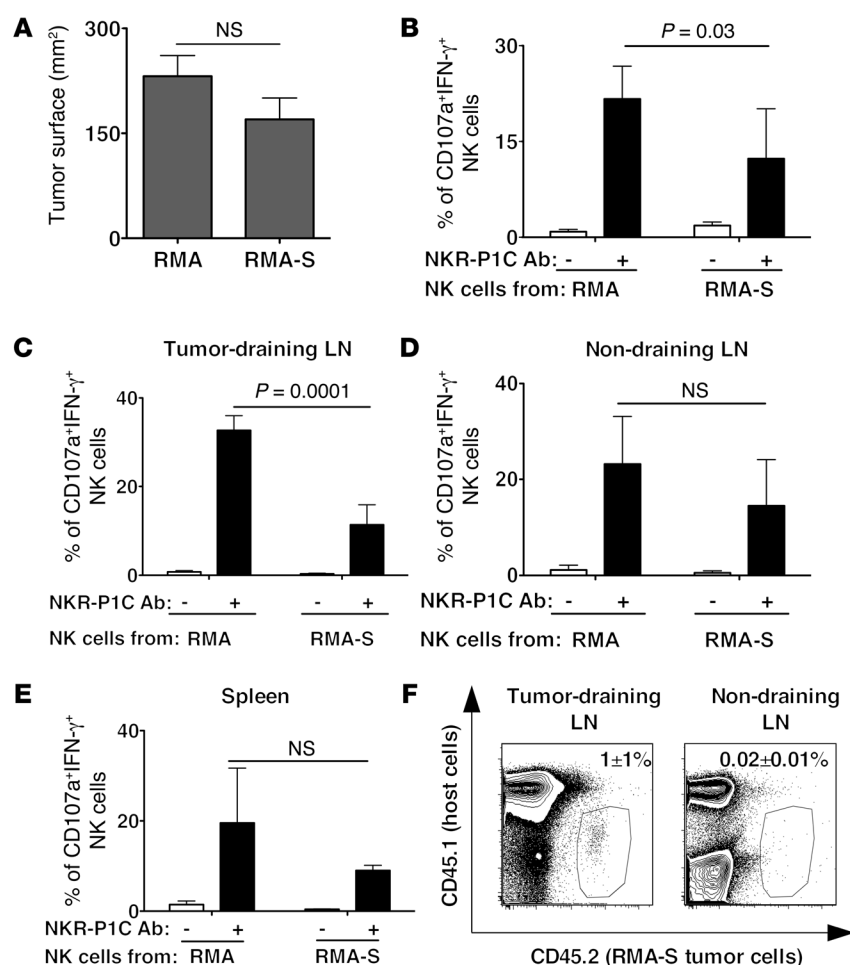 A
Tumor surface (mm²)
300
150
0
NS
RMA
RMA-S
B
% of CD107a⁺IFN-γ⁺
NK cells
30
15
0
P = 0.03
NKR-P1C Ab: - + - +
NK cells from: RMA RMA-S
C
Tumor-draining LN
% of CD107a⁺IFN-γ⁺
NK cells
40
20
0
P = 0.0001
NKR-P1C Ab: - + - +
NK cells from: RMA RMA-S
D
Non-draining LN
% of CD107a⁺IFN-γ⁺
NK cells
40
20
0
NS
NKR-P1C Ab: - + - +
NK cells from: RMA RMA-S
E
Spleen
% of CD107a⁺IFN-γ⁺
NK cells
40
20
0
NS
NKR-P1C Ab: - + - +
NK cells from: RMA RMA-S
F
Tumor-draining
LN
Non-draining
LN
1±1%
0.02±0.01%
CD45.1 (host cells)
CD45.2 (RMA-S tumor cells)